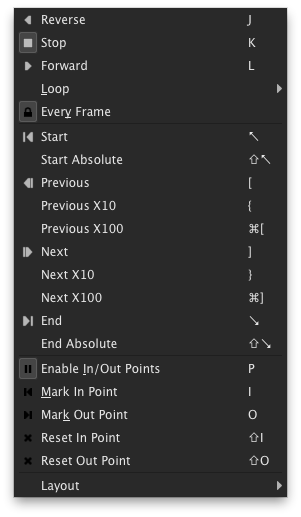 Reverse J
Stop K
Forward L
Loop
Every Frame
Start ↖
Start Absolute ⇧↖
Previous [
Previous X10 {
Previous X100 ⌘[
Next ]
Next X10 }
Next X100 ⌘]
End ↘
End Absolute ⇧↘
Enable In/Out Points P
Mark In Point I
Mark Out Point O
Reset In Point ⇧I
Reset Out Point ⇧O
Layout